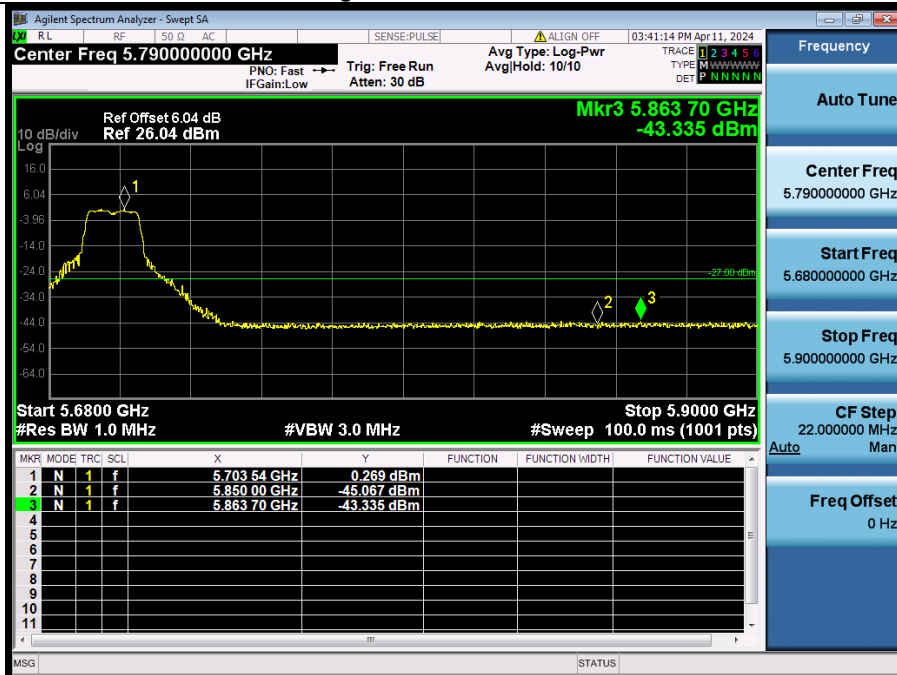 Agilent Spectrum Analyzer - Swept SA
LXI RL RF 50 Ω AC SENSE:PULSE ALIGN OFF 03:41:14 PM Apr 11, 2024
Center Freq 5.790000000 GHz
PNO: Fast
IFGain:Low
Trig: Free Run
Atten: 30 dB
Avg Type: Log-Pwr
Avg|Hold: 10/10
TRACE 1 2 3 4 5 6
TYPE M WWWWW
DET P N N N N N
Mkr3 5.863 70 GHz
-43.335 dBm
Ref Offset 6.04 dB
10 dB/div Ref 26.04 dBm
Log
16.0
6.04
-3.96
-14.0
-24.0
-34.0
-44.0
-54.0
-64.0
1
2
3
-27.00 dBm
Start 5.6800 GHz Stop 5.9000 GHz
#Res BW 1.0 MHz #VBW 3.0 MHz #Sweep 100.0 ms (1001 pts)
MKR MODE TRC SCL X Y FUNCTION FUNCTION WIDTH FUNCTION VALUE
1 N 1 f 5.703 54 GHz 0.269 dBm
2 N 1 f 5.850 00 GHz -45.067 dBm
3 N 1 f 5.863 70 GHz -43.335 dBm
4
5
6
7
8
9
10
11
MSG STATUS
Frequency
Auto Tune
Center Freq
5.790000000 GHz
Start Freq
5.680000000 GHz
Stop Freq
5.900000000 GHz
CF Step
22.000000 MHz
Auto Man
Freq Offset
0 Hz